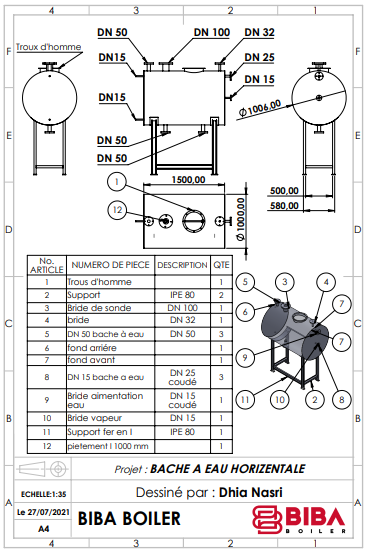 4 3 2 1
F F
E E
D D
C C
B B
A A
Troux d'homme
DN 50 DN 100 DN 32
DN15 DN 25
DN15 DN 15
DN 50
DN 50
Ø1006,00
1500,00
500,00
580,00
Ø1000,00
1
12
No. ARTICLE NUMERO DE PIECE DESCRIPTION QTE
1 Trous d'homme 1
2 Support IPE 80 2
3 Bride de sonde DN 100 1
4 bride DN 32 1
5 DN 50 bache à eau DN 50 3
6 fond arriére 1
7 fond avant 1
8 DN 15 bache a eau DN 25 coudé 3
9 Bride aimentation eau DN 15 coudé 1
10 Bride vapeur DN 15 1
11 Support fer en I IPE 80 1
12 pietement I 1000 mm 1
5 3 4
6 7
9 7
11 10 2 8
Projet : BACHE A EAU HORIZENTALE
ECHELLE:1:35 Dessiné par : Dhia Nasri
Le 27/07/2021
A4
BIBA BOILER
BIBA
BOILER
4 3 2 1